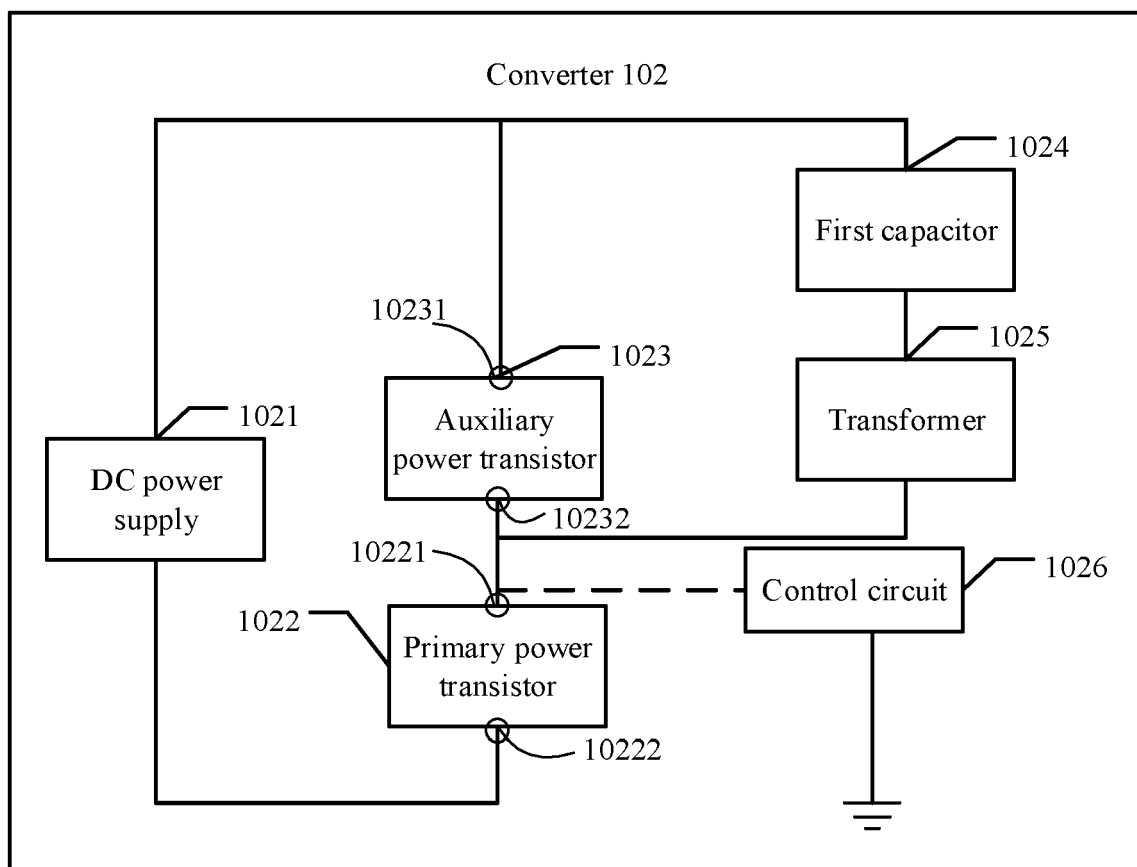 Converter 102
1024
First capacitor
10231
1023
1025
Auxiliary
power transistor
Transformer
1021
DC power
supply
10232
10221
1026
Control circuit
1022
Primary power
transistor
10222